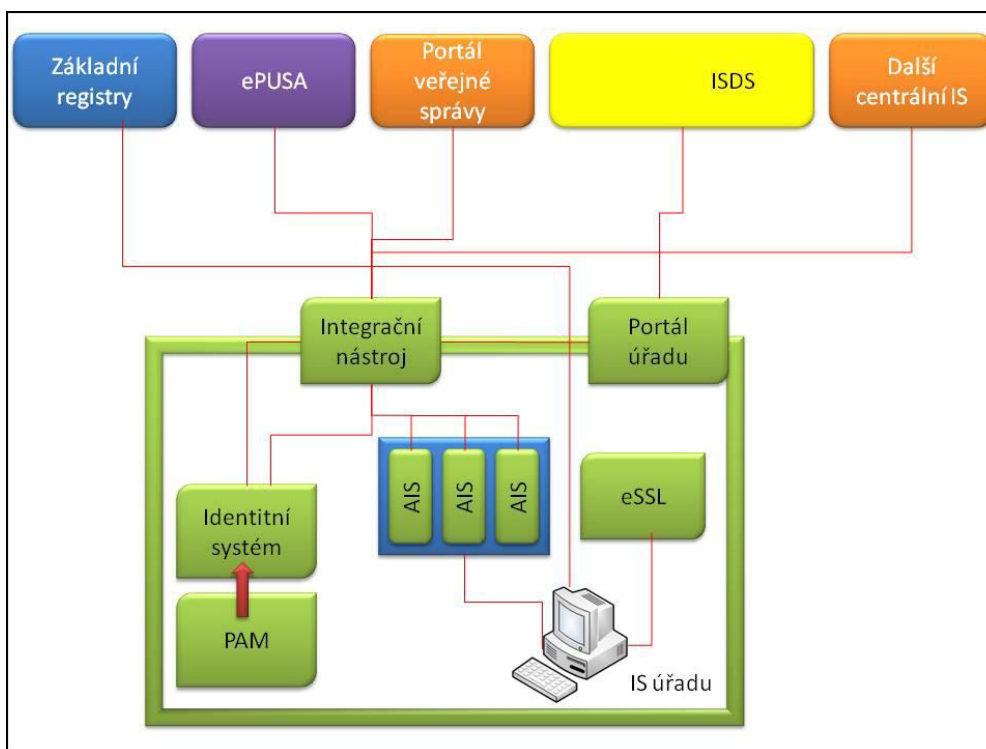 Základní
registry
ePUSA
Portál
veřejné
správy
ISDS
Další
centrální IS
Integrační
nástroj
Portál
úřadu
AIS
AIS
AIS
eSSL
Identitní
systém
PAM
IS úřadu